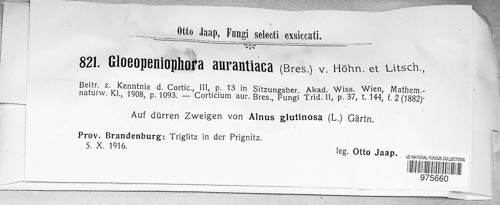 Otto Jaap, Fungi selecti exsiccati.
821. Gloeopeniophora aurantiaca (Bres.) v. Höhn. et Litsch.,
Beitr. z. Kenntnis d. Cortic., III, p. 13 in Sitzungsber. Akad. Wiss. Wien, Mathem.-
naturw. Kl., 1908, p. 1093. — Corticium aur. Bres., Fungi Trid. II, p. 37, t. 144, f. 2 (1882)
Auf dürren Zweigen von Alnus glutinosa (L.) Gärtn.
Prov. Brandenburg: Triglitz in der Prignitz.
5. X. 1916.
leg. Otto Jaap.
US NATIONAL FUNGUS COLLECTIONS
975660